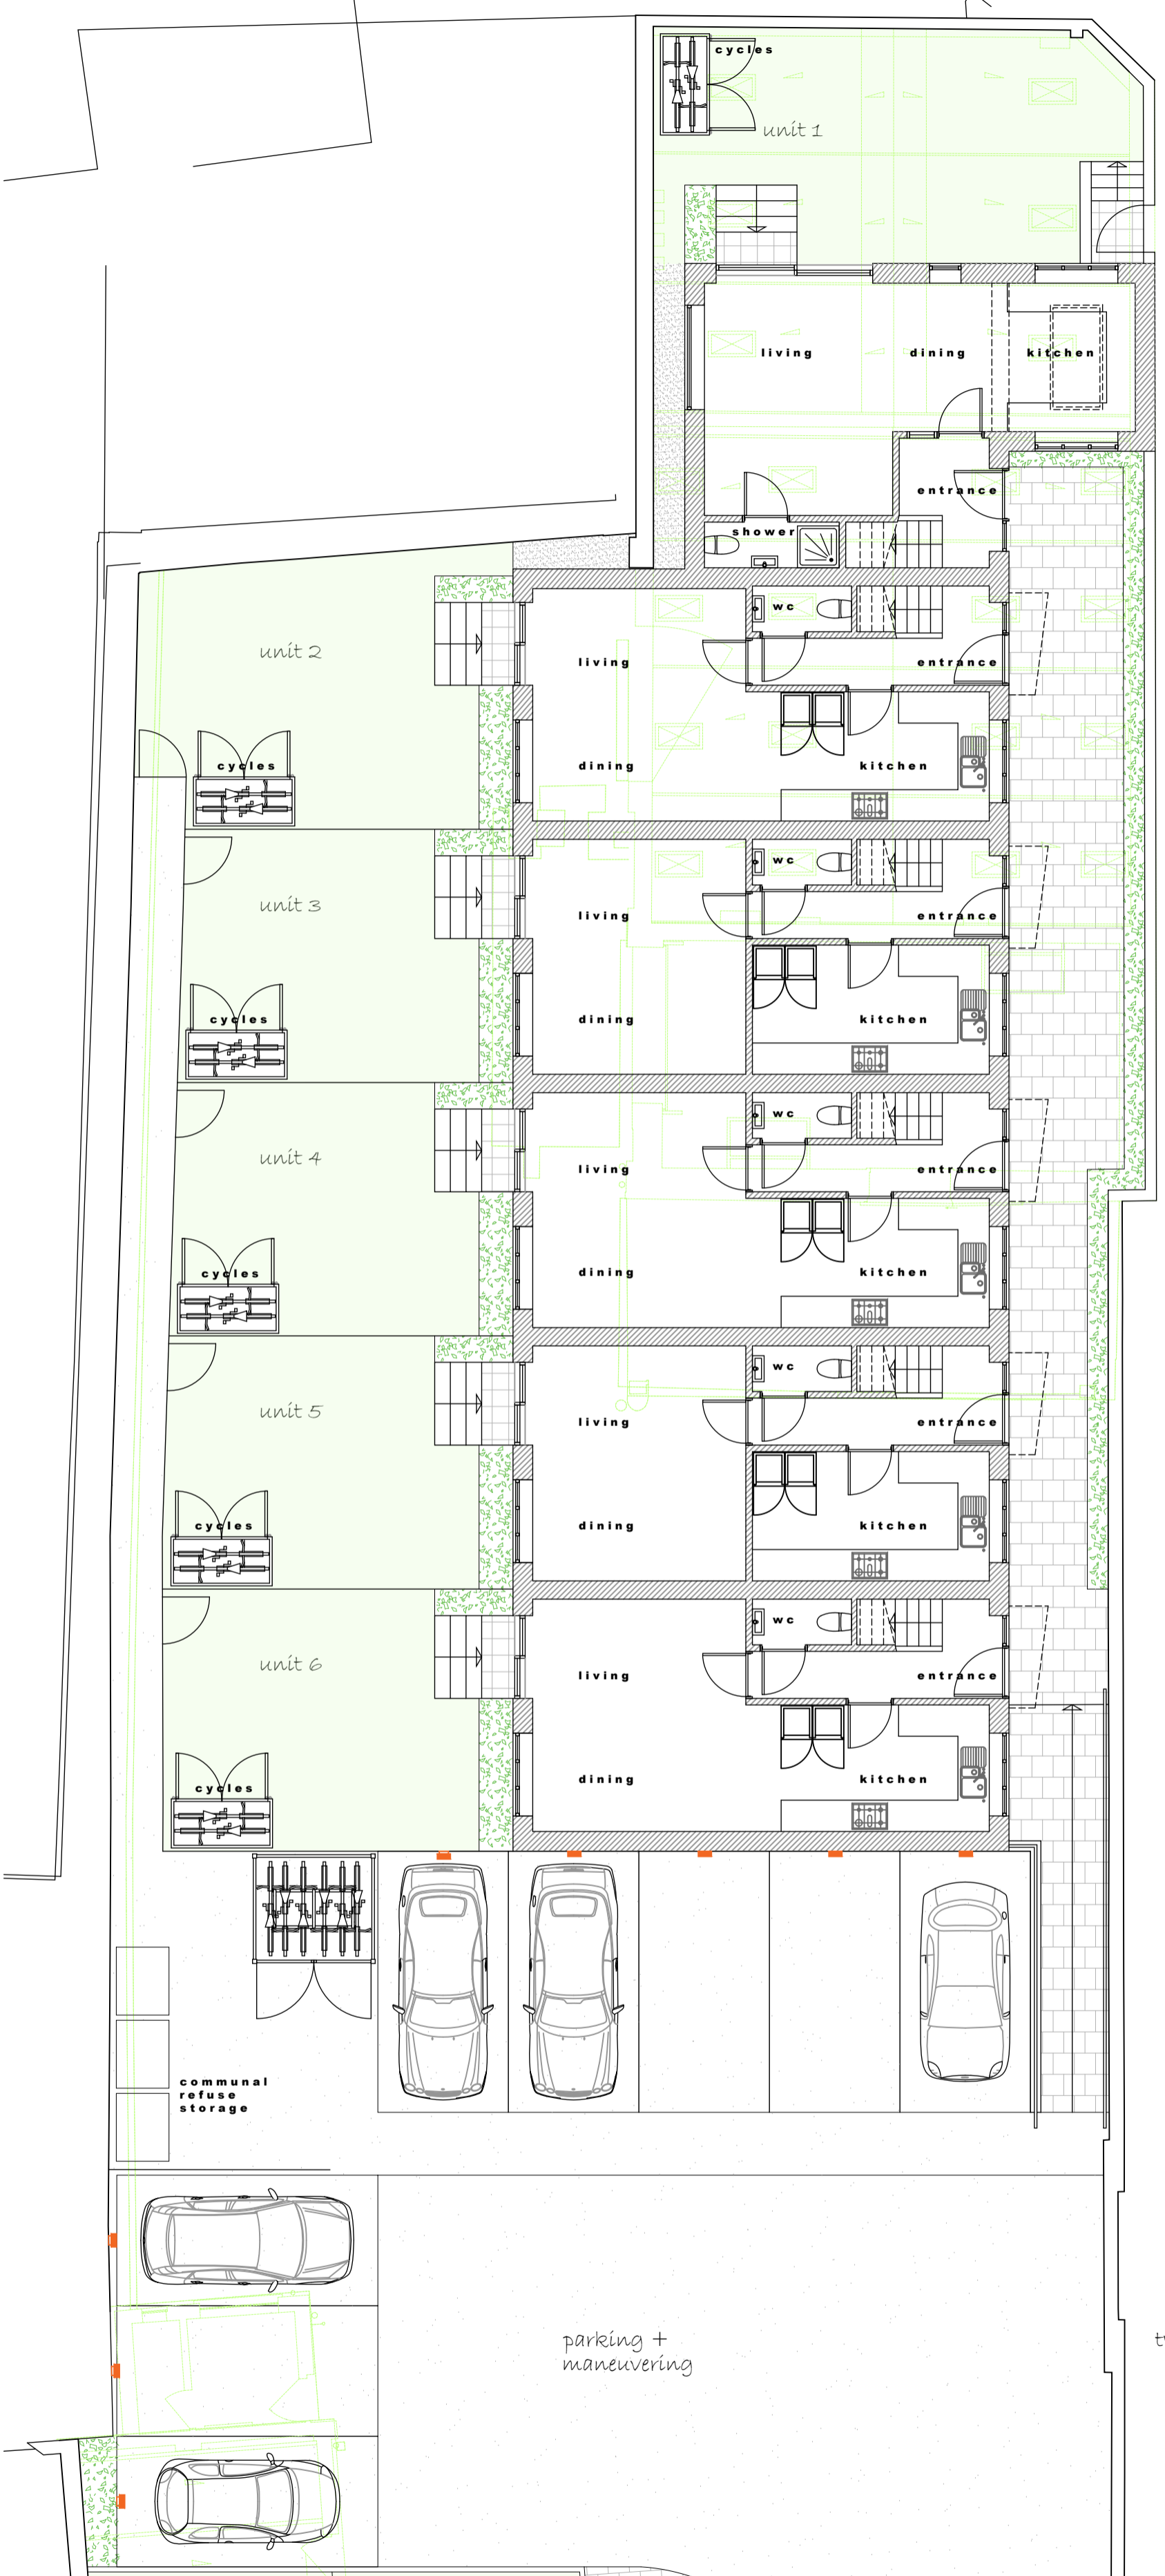 cycles
unit 1
living
dining
kitchen
entrance
shower
wc
unit 2
living
entrance
cycles
dining
kitchen
wc
unit 3
living
entrance
cycles
dining
kitchen
wc
unit 4
living
entrance
cycles
dining
kitchen
wc
unit 5
living
entrance
cycles
dining
kitchen
wc
unit 6
living
entrance
cycles
dining
kitchen
communal
refuse
storage
parking +
maneuvering